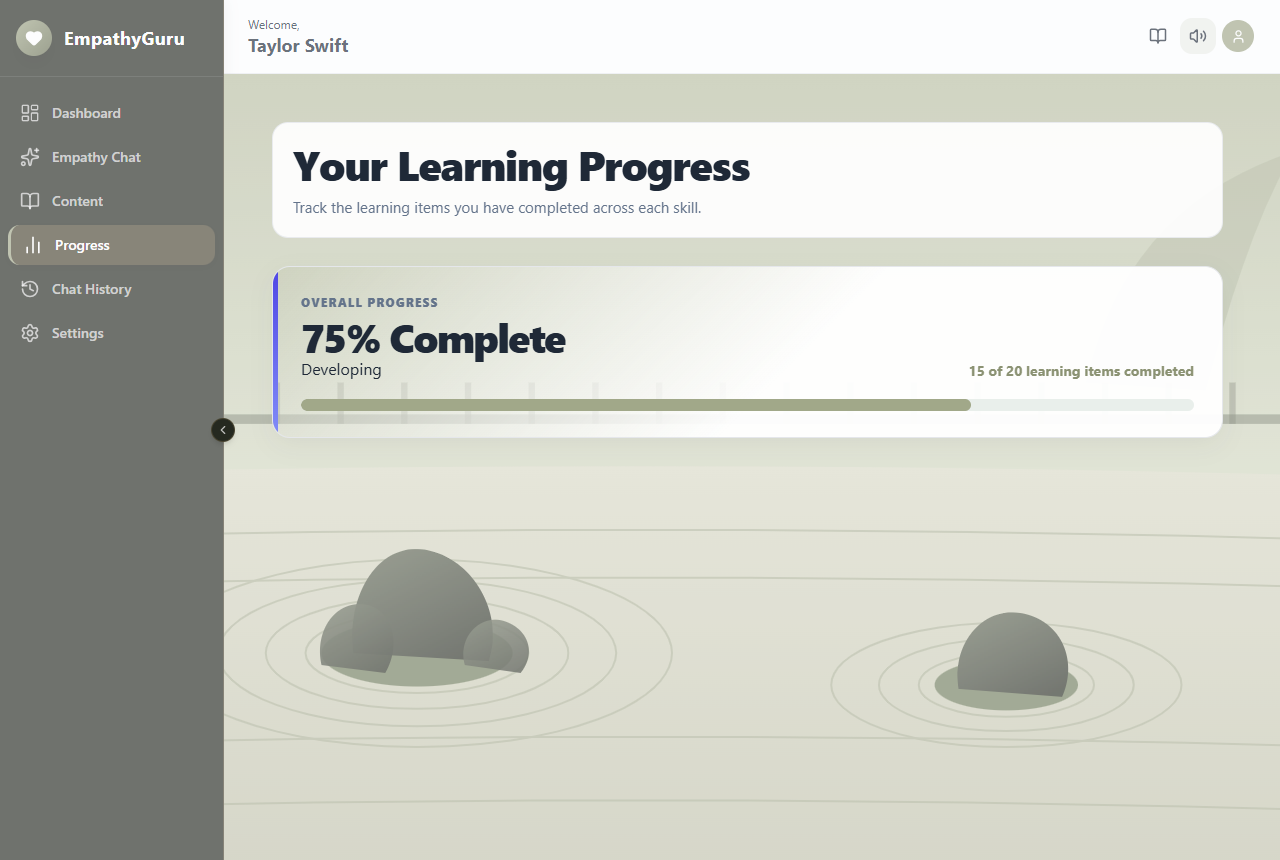 EmpathyGuru
Dashboard
Empathy Chat
Content
Progress
Chat History
Settings
Welcome,
Taylor Swift
Your Learning Progress
Track the learning items you have completed across each skill.
OVERALL PROGRESS
75% Complete
Developing
15 of 20 learning items completed